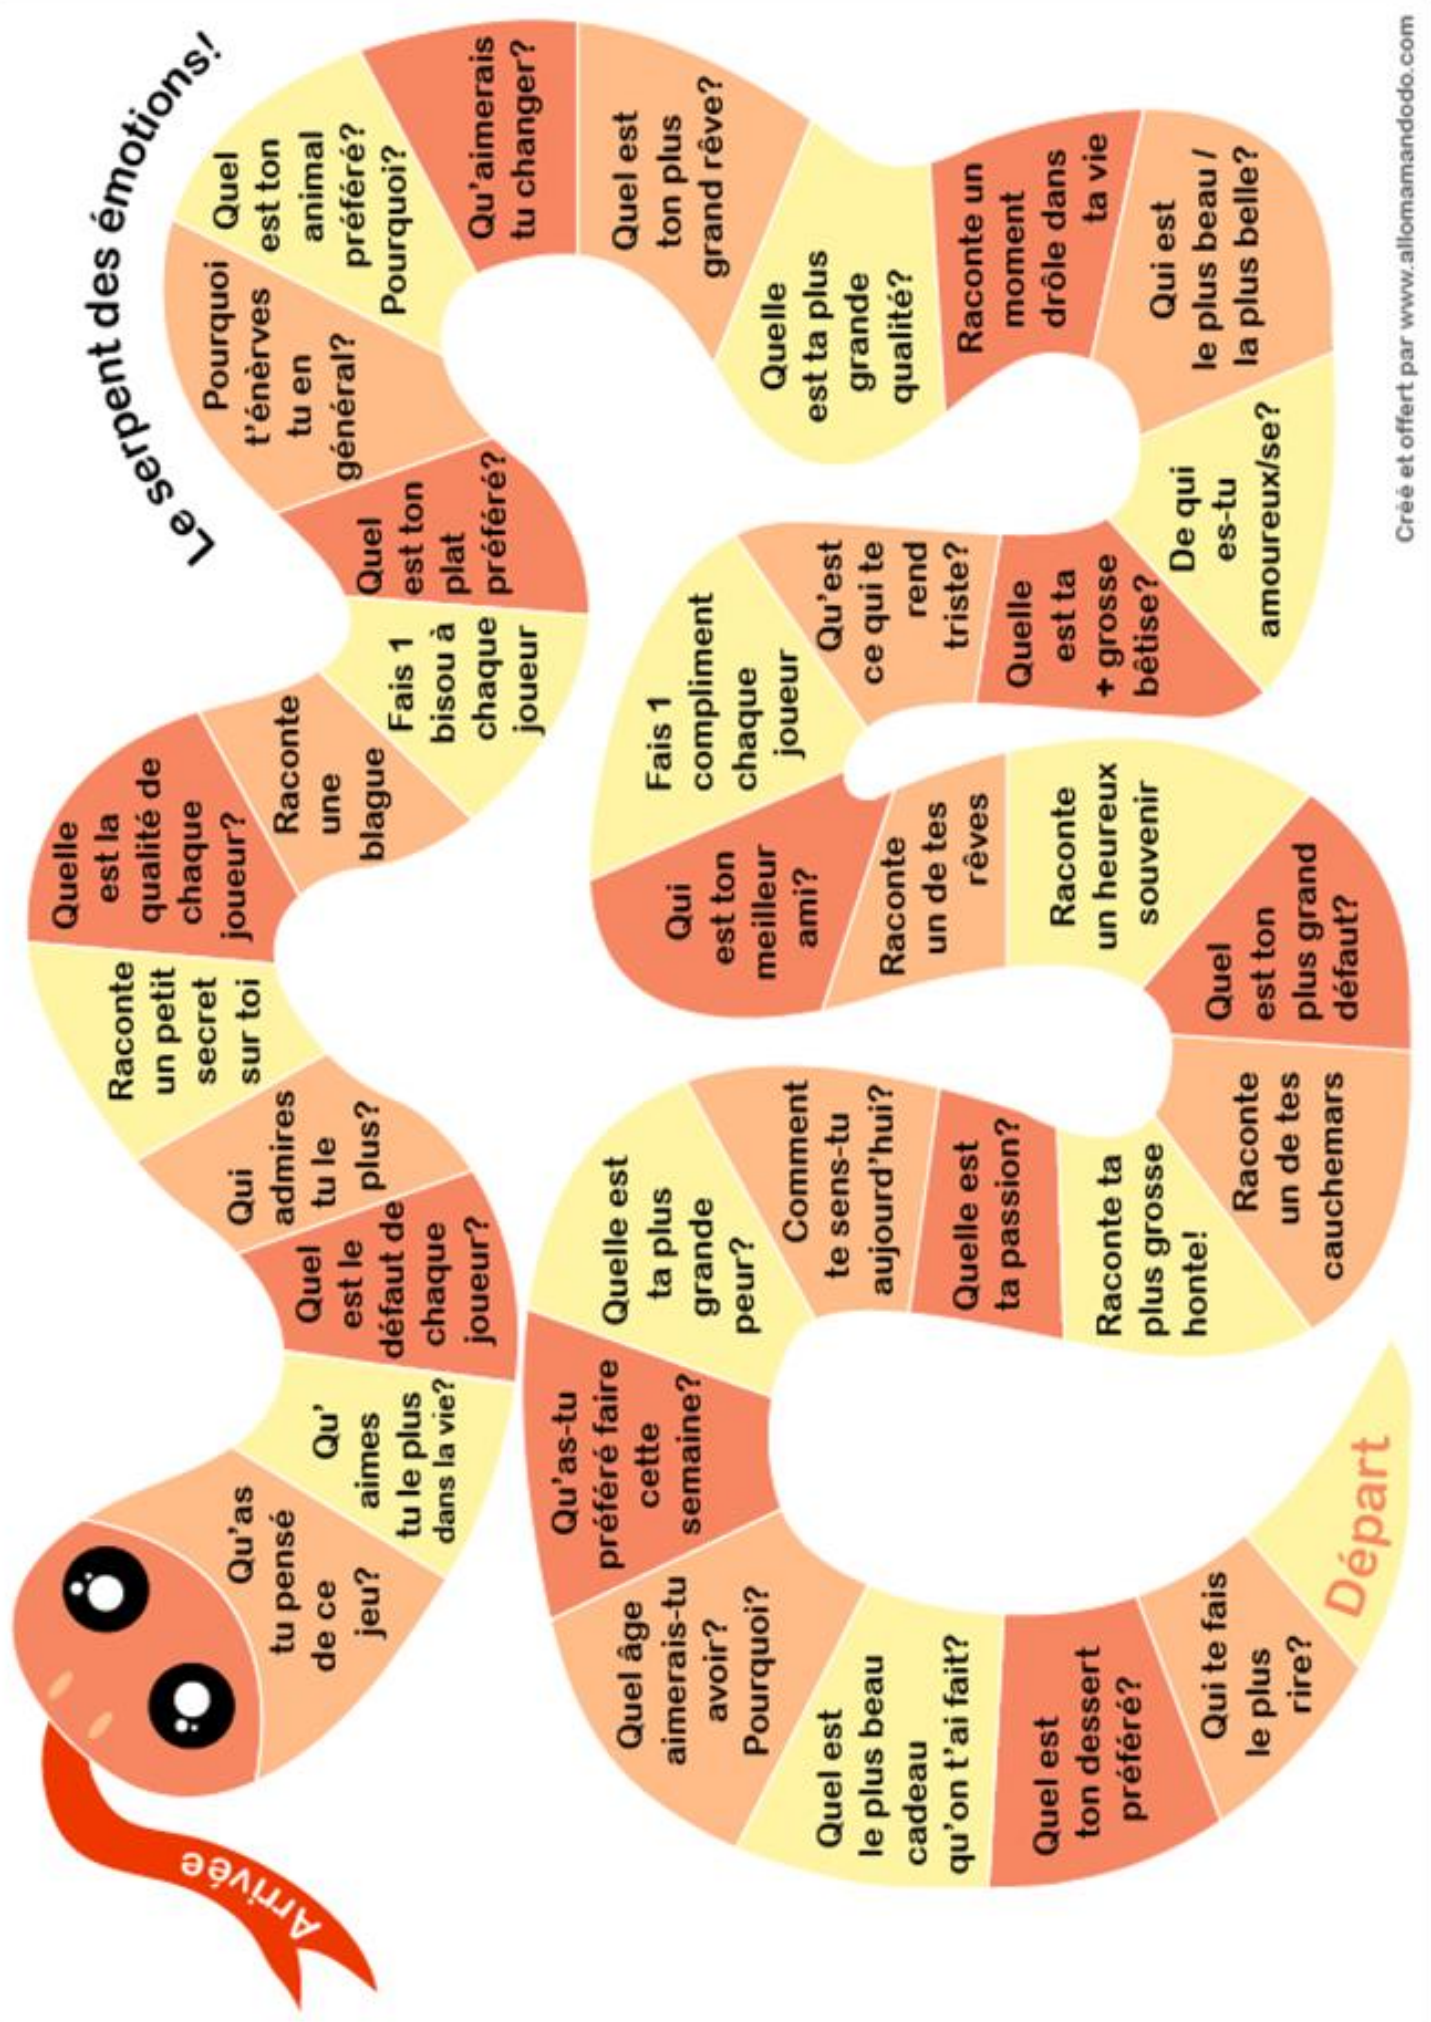 Le serpent des émotions!
Départ
Qui te fais
le plus
rire?
Quel est
ton dessert
préféré?
Quel est
le plus beau
cadeau
qu'on t'ai fait?
Quel âge
aimerais-tu
avoir?
Pourquoi?
Qu'as-tu
préféré faire
cette
semaine?
Quelle est
ta plus
grande
peur?
Comment
te sens-tu
aujourd'hui?
Quelle est
ta passion?
Raconte ta
plus grosse
honte!
Raconte
un de tes
cauchemars
Quel
est ton
plus grand
défaut?
Raconte
un heureux
souvenir
Raconte
un de tes
rêves
Qui
est ton
meilleur
ami?
Fais 1
compliment
chaque
joueur
Qu'est
ce qui te
rend
triste?
Quelle
est ta
+ grosse
bêtise?
De qui
es-tu
amoureux/se?
Qui est
le plus beau /
la plus belle?
Raconte un
moment
drôle dans
ta vie
Quelle
est ta plus
grande
qualité?
Quel est
ton plus
grand rêve?
Qu'aimerais
tu changer?
Quel
est ton
animal
préféré?
Pourquoi?
Pourquoi
t'énèrves
tu en
général?
Quel
est ton
plat
préféré?
Fais 1
bisou à
chaque
joueur
Raconte
une
blague
Quelle
est la
qualité de
chaque
joueur?
Raconte
un petit
secret
sur toi
Qui
admires
tu le
plus?
Quel
est le
défaut de
chaque
joueur?
Qu'
aimes
tu le plus
dans la vie?
Qu'as
tu pensé
de ce
jeu?
Arrivée
Créé et offert par www.allomamandodo.com